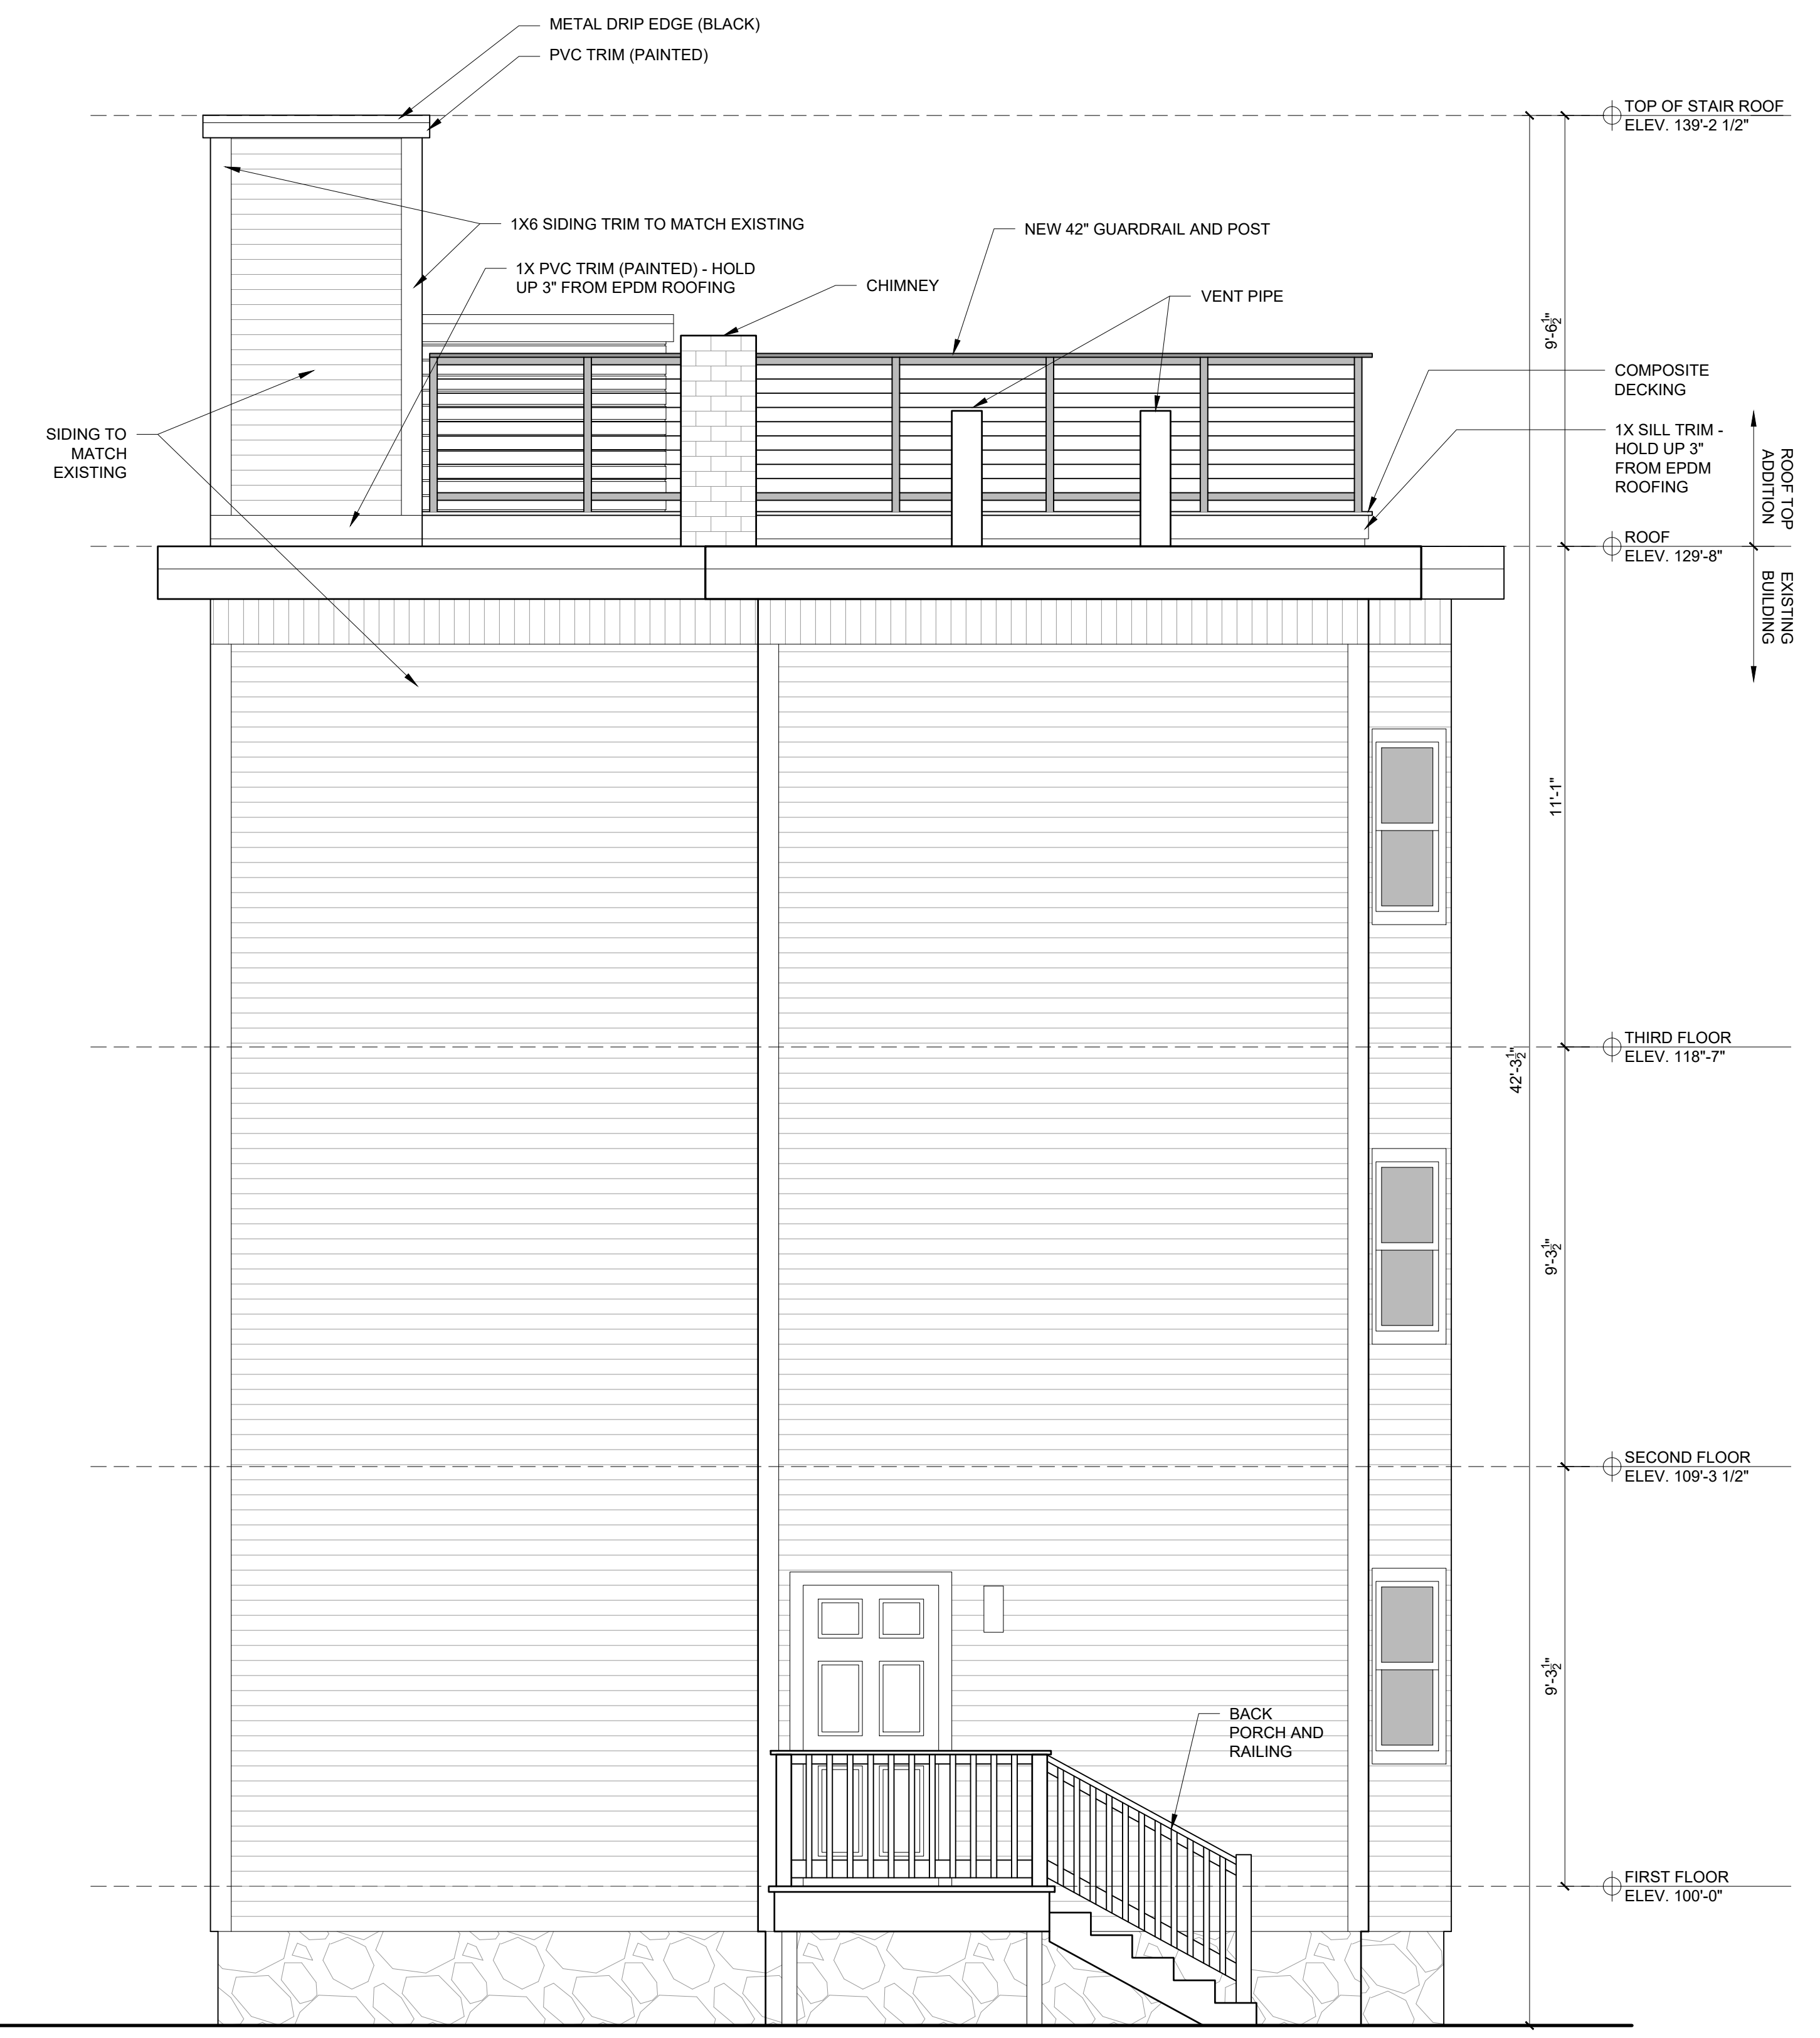 METAL DRIP EDGE (BLACK)
PVC TRIM (PAINTED)
TOP OF STAIR ROOF
ELEV. 139'-2 1/2"
1X6 SIDING TRIM TO MATCH EXISTING
NEW 42" GUARDRAIL AND POST
1X PVC TRIM (PAINTED) - HOLD
UP 3" FROM EPDM ROOFING
CHIMNEY
VENT PIPE
9'-6 1/2"
COMPOSITE
DECKING
SIDING TO
MATCH
EXISTING
1X SILL TRIM -
HOLD UP 3"
FROM EPDM
ROOFING
ROOF TOP
ADDITION
ROOF
ELEV. 129'-8"
EXISTING
BUILDING
11'-1"
THIRD FLOOR
ELEV. 118"-7"
42'-3 1/2"
9'-3 1/2"
SECOND FLOOR
ELEV. 109'-3 1/2"
9'-3 1/2"
BACK
PORCH AND
RAILING
FIRST FLOOR
ELEV. 100'-0"